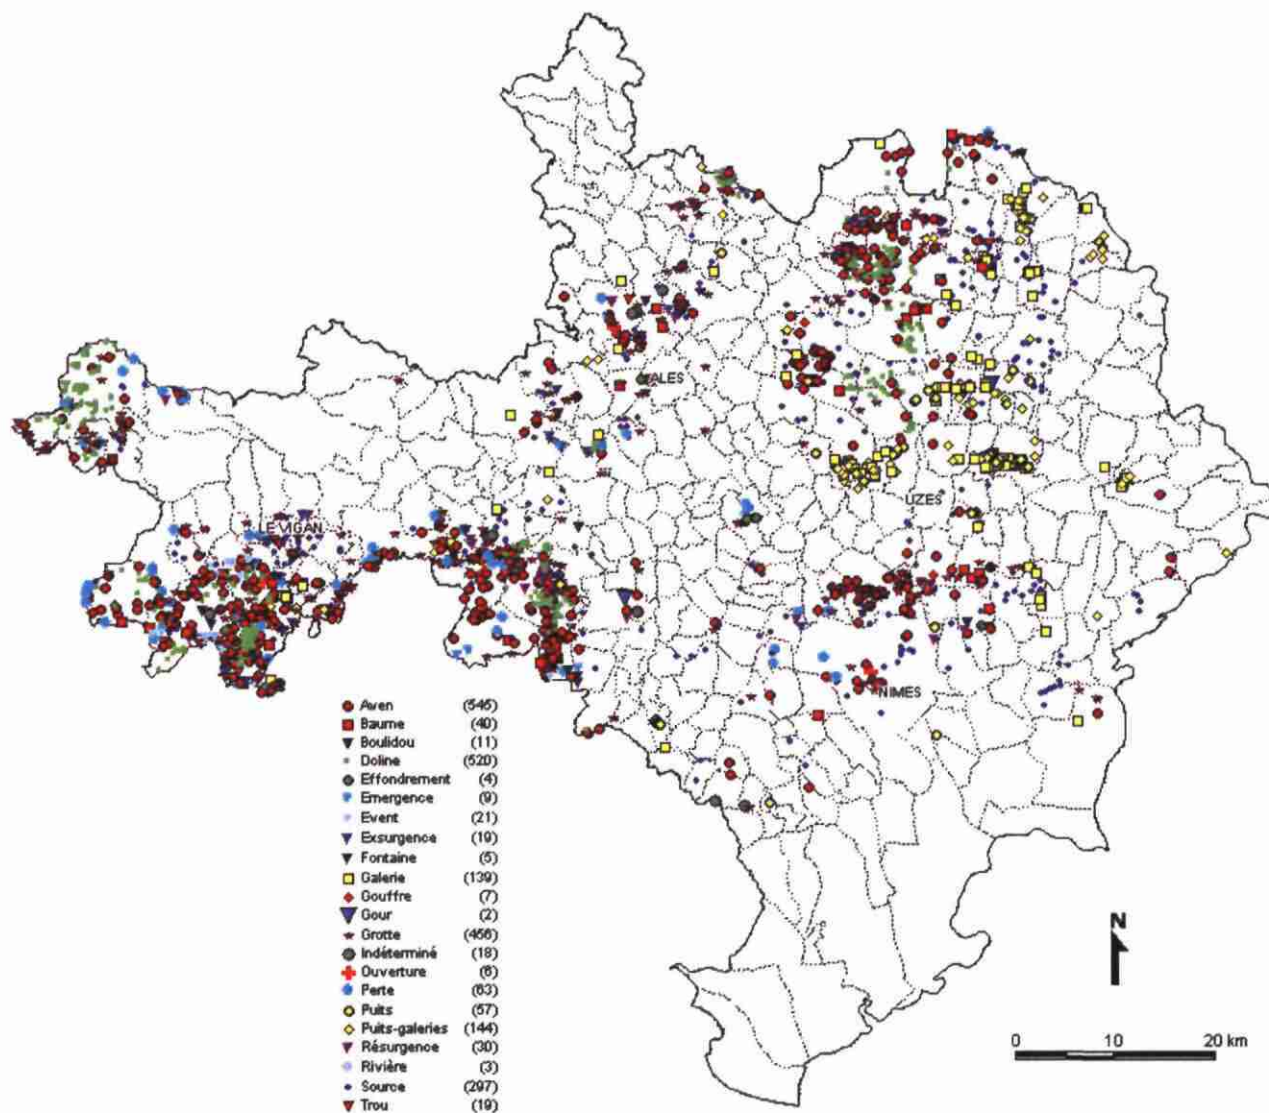 ALES
UZES
LE VIGAN
NIMES
Aven (545)
Baume (40)
Boulidou (11)
Doline (520)
Effondrement (4)
Emergence (9)
Event (21)
Exsurgence (19)
Fontaine (5)
Galerie (139)
Gouffre (7)
Gour (2)
Grotte (456)
Indéterminé (18)
Ouverture (6)
Perte (63)
Puits (57)
Puits-galeries (144)
Résurgence (30)
Rivière (3)
Source (297)
Trou (19)
N
0 10 20 km